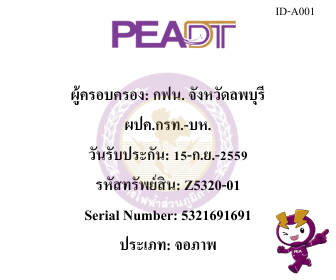 ID-A001
PEADT
ผู้ครอบครอง: กฟน. จังหวัดลพบุรี
ผปค.กรท.-บห.
วันรับประกัน: 15-ก.ย.-2559
รหัสทรัพย์สิน: Z5320-01
Serial Number: 5321691691
ประเภท: จอภาพ
PEA